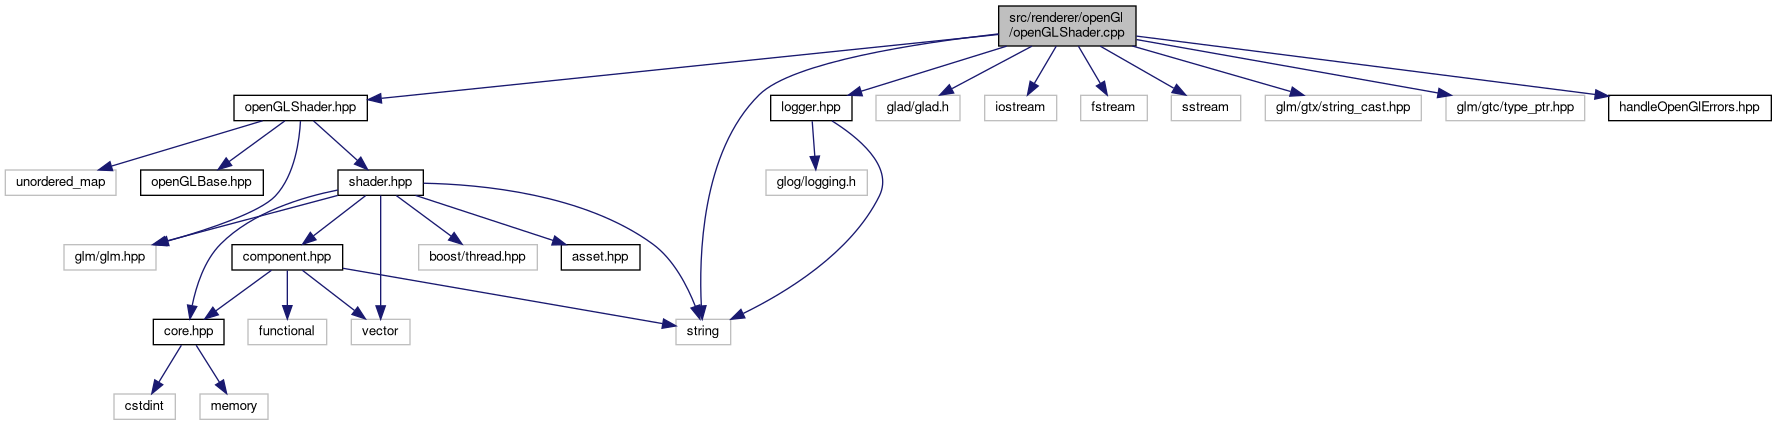 src/renderer/openGl
/openGLShader.cpp
openGLShader.hpp
logger.hpp
glad/glad.h
iostream
fstream
sstream
glm/gtx/string_cast.hpp
glm/gtc/type_ptr.hpp
handleOpenGlErrors.hpp
unordered_map
openGLBase.hpp
shader.hpp
glog/logging.h
glm/glm.hpp
component.hpp
boost/thread.hpp
asset.hpp
core.hpp
functional
vector
string
cstdint
memory